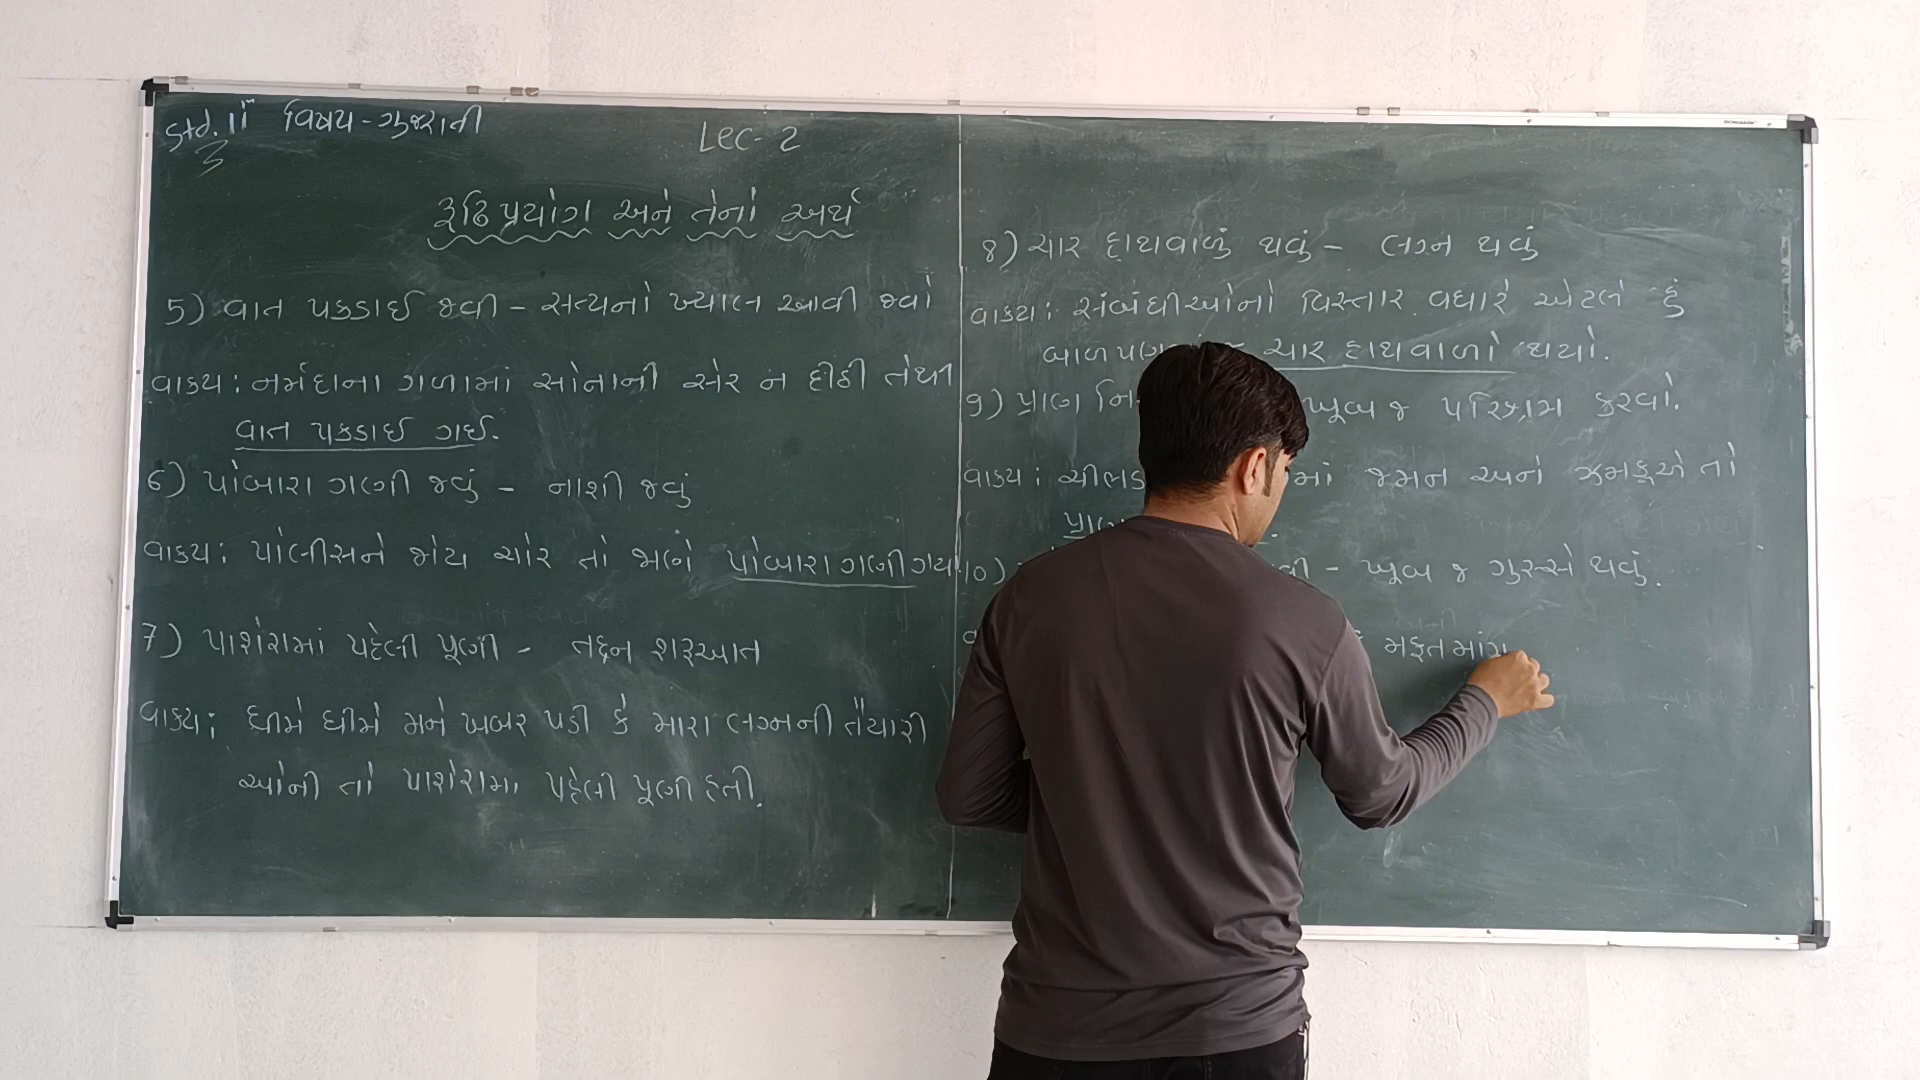 Std. 11 વિષય - ગુજરાતી
Lec - 2
રૂઢિપ્રયોગ અને તેનો અર્થ
5) વાત પકડાઈ જવી - સત્યનો ખ્યાલ આવી જવો
વાક્ય : નર્મદાના ગળામાં સોનાની સેર ન દીઠી તેથી
વાત પકડાઈ ગઈ.
6) પોબારા ગણી જવું - નાશી જવું
વાક્ય : પોલીસને જોય ચોર તો જાણે પોબારા ગણી ગયા
7) પાશેરામાં પહેલી પૂણી - તદ્દન શરૂઆત
વાક્ય : ધીમે ધીમે મને ખબર પડી કે મારા લગ્નની તૈયારી
ઓની તો પાશેરામા પહેલી પૂણી હતી.
8) ચાર હાથવાળું થવું - લગ્ન થવું
વાક્ય : સંબંધીઓનો વિસ્તાર વધારે એટલે હું
ચાર હાથવાળો થયો.
9) પ્રાણ ખૂબ જ પરિશ્રમ કરવો.
વાક્ય : જમન અને ઝમકૂએ તો
10) - ખૂબ જ ગુસ્સે થવું.
મફતમાં